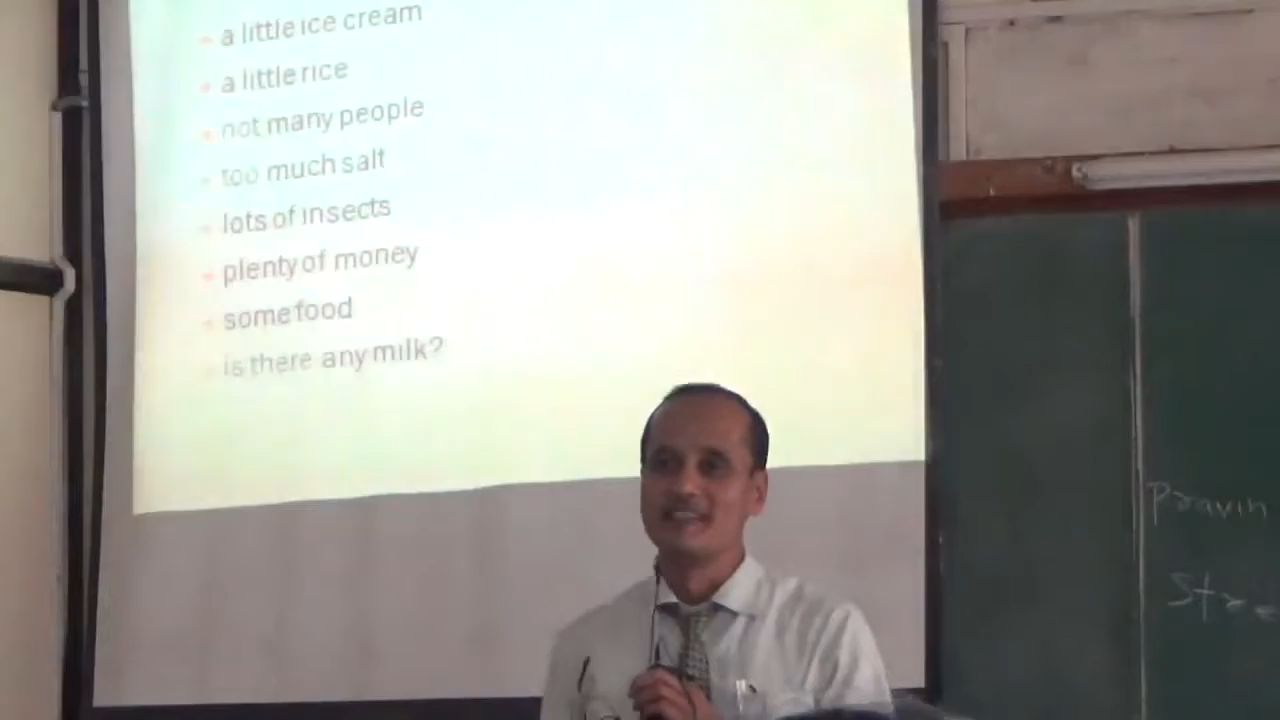 a little ice cream
a little rice
not many people
too much salt
lots of insects
plenty of money
some food
is there any milk?
Pravin